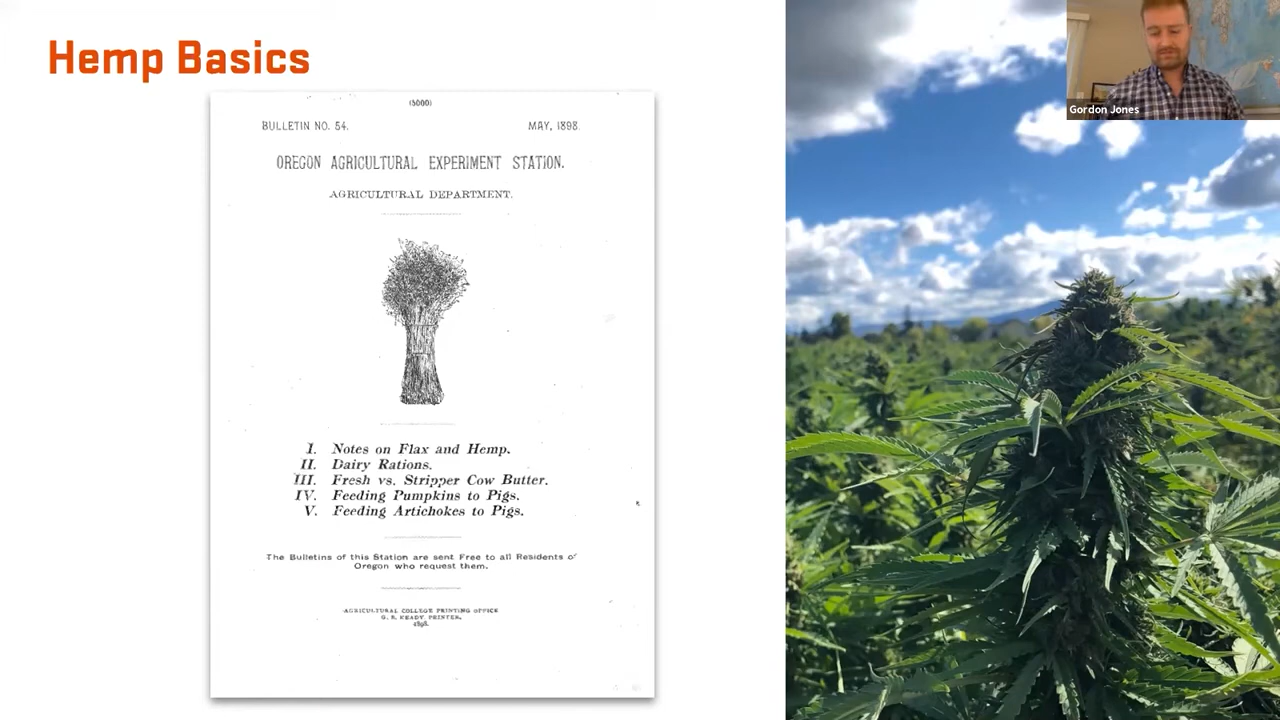 Hemp Basics
(5000)
BULLETIN NO. 54. MAY, 1898.
OREGON AGRICULTURAL EXPERIMENT STATION.
AGRICULTURAL DEPARTMENT.
I. Notes on Flax and Hemp.
II. Dairy Rations.
III. Fresh vs. Stripper Cow Butter.
IV. Feeding Pumpkins to Pigs.
V. Feeding Artichokes to Pigs.
The Bulletins of this Station are sent Free to all Residents of
Oregon who request them.
AGRICULTURAL COLLEGE PRINTING OFFICE
G. B. KEADY PRINTER,
1898.
Gordon Jones